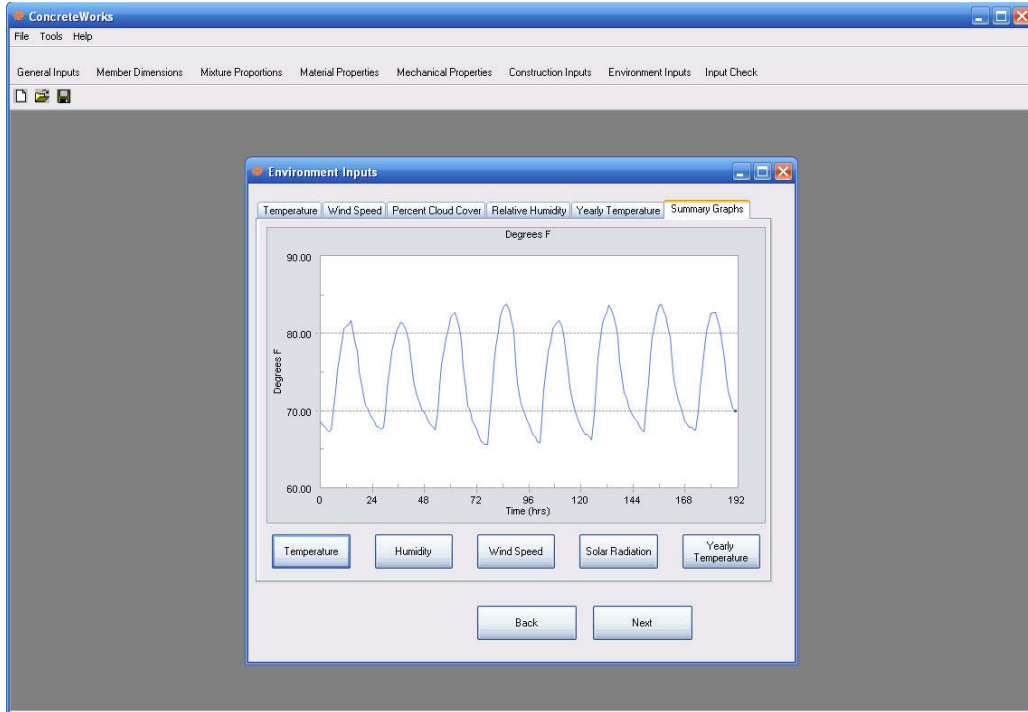 ConcreteWorks
File Tools Help
General Inputs Member Dimensions Mixture Proportions Material Properties Mechanical Properties Construction Inputs Environment Inputs Input Check
Environment Inputs
Temperature Wind Speed Percent Cloud Cover Relative Humidity Yearly Temperature Summary Graphs
Degrees F
90.00
80.00
Degrees F
70.00
60.00
0 24 48 72 96 120 144 168 192
Time (hrs)
Temperature Humidity Wind Speed Solar Radiation Yearly
Temperature
Back Next